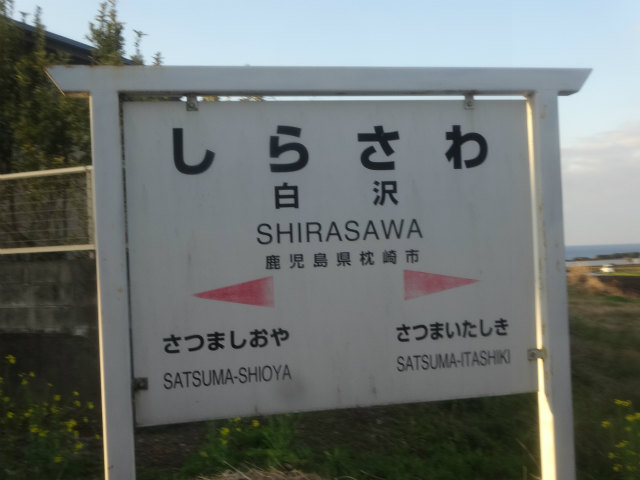 しらさわ
白沢
SHIRASAWA
鹿児島県枕崎市
さつましおや さつまいたしき
SATSUMA-SHIOYA SATSUMA-ITASHIKI